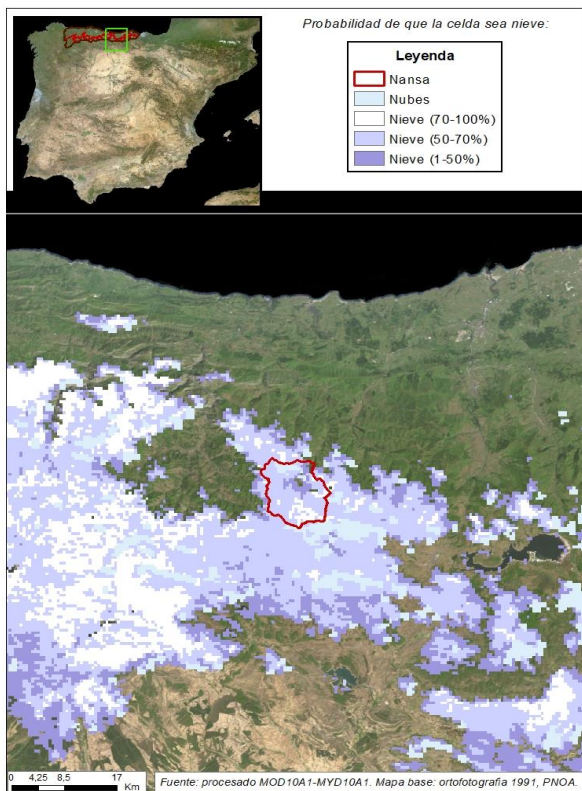 Probabilidad de que la celda sea nieve:
Leyenda
Nansa
Nubes
Nieve (70-100%)
Nieve (50-70%)
Nieve (1-50%)
0 4,25 8,5 17
Km
Fuente: procesado MOD10A1-MYD10A1. Mapa base: ortofotografia 1991, PNOA.